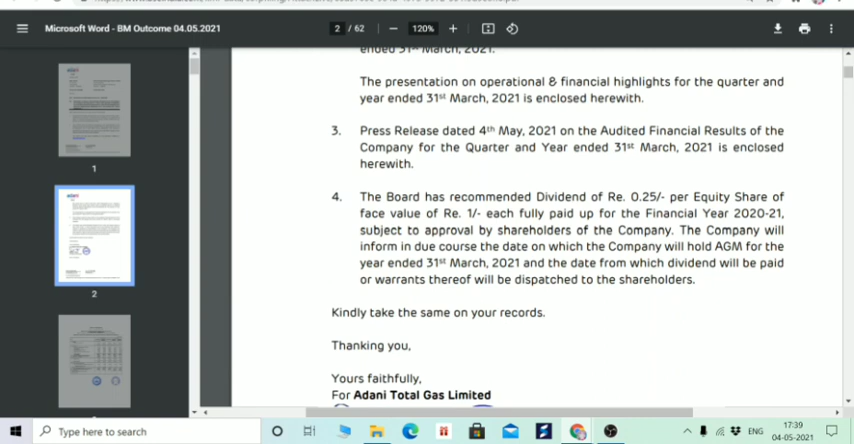 Microsoft Word - BM Outcome 04.05.2021
2 / 62
120%
ended 31st March, 2021.
The presentation on operational & financial highlights for the quarter and
year ended 31st March, 2021 is enclosed herewith.
3. Press Release dated 4th May, 2021 on the Audited Financial Results of the
Company for the Quarter and Year ended 31st March, 2021 is enclosed
herewith.
4. The Board has recommended Dividend of Re. 0.25/- per Equity Share of
face value of Re. 1/- each fully paid up for the Financial Year 2020-21,
subject to approval by shareholders of the Company. The Company will
inform in due course the date on which the Company will hold AGM for the
year ended 31st March, 2021 and the date from which dividend will be paid
or warrants thereof will be dispatched to the shareholders.
Kindly take the same on your records.
Thanking you,
Yours faithfully,
For Adani Total Gas Limited
1
2
Type here to search
ENG
17:39
04-05-2021